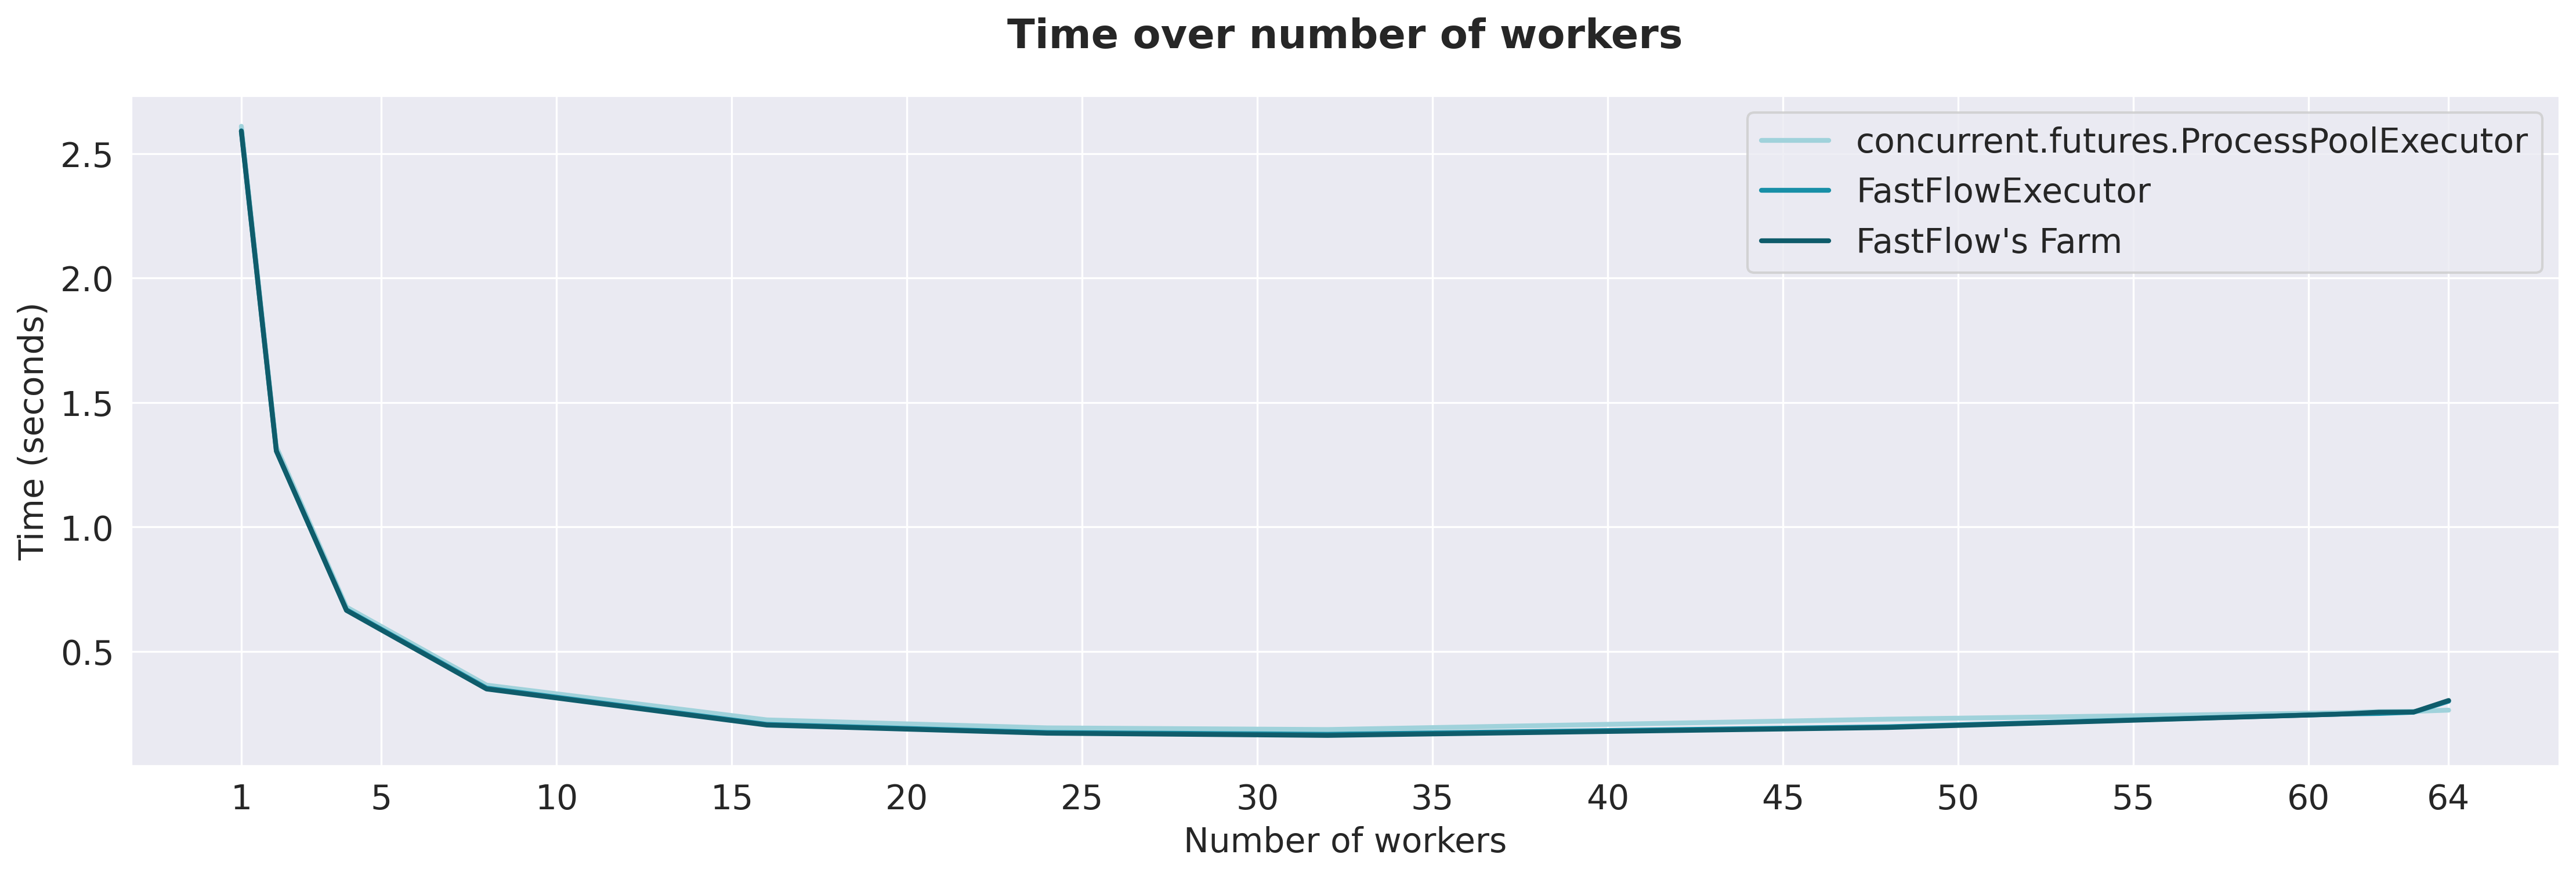 Time over number of workers
concurrent.futures.ProcessPoolExecutor
FastFlowExecutor
FastFlow's Farm
Time (seconds)
2.5
2.0
1.5
1.0
0.5
1 5 10 15 20 25 30 35 40 45 50 55 60 64
Number of workers